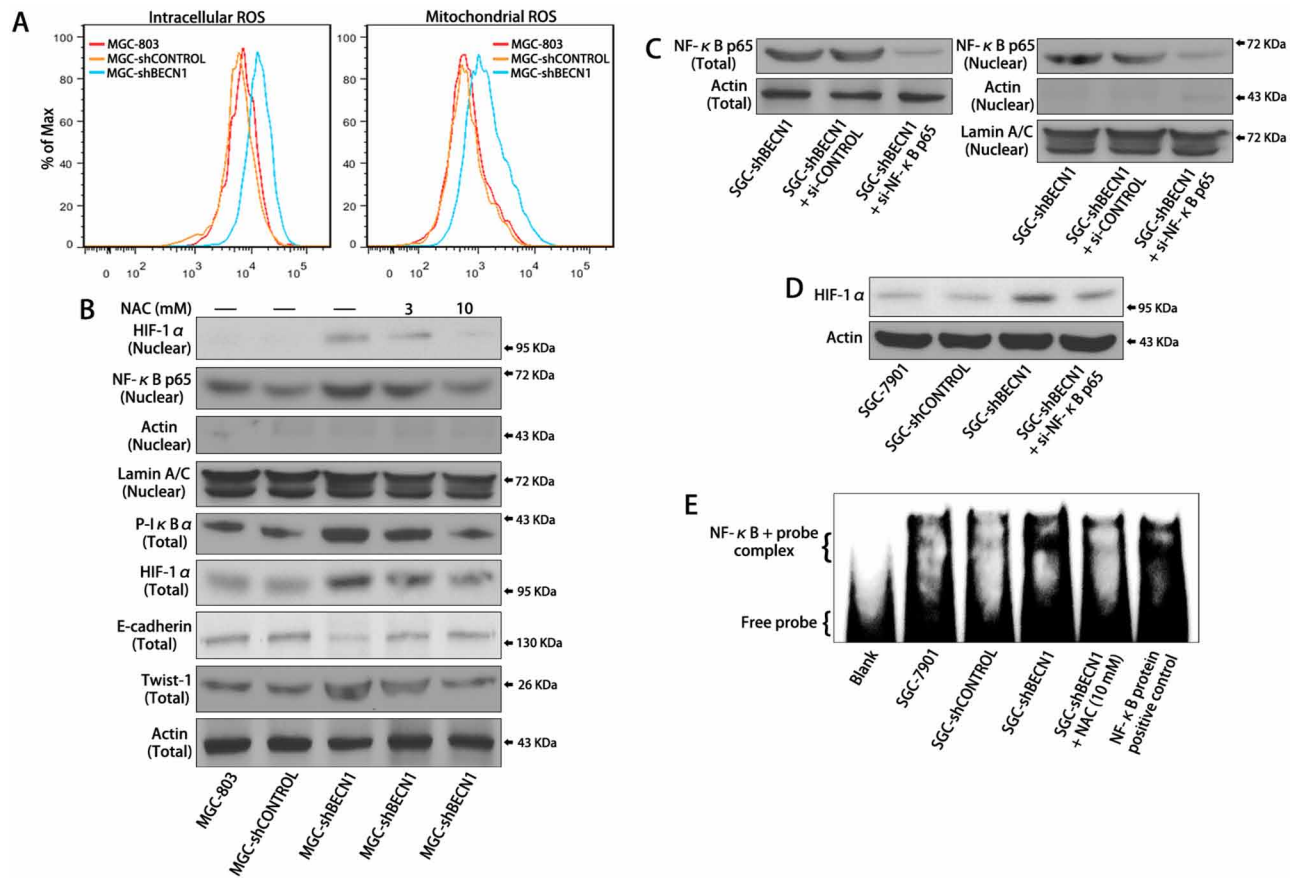 A
Intracellular ROS
Mitochondrial ROS
MGC-803
MGC-shCONTROL
MGC-shBECN1
MGC-803
MGC-shCONTROL
MGC-shBECN1
% of Max
100
80
60
40
20
0
100
80
60
40
20
0
0 10² 10³ 10⁴ 10⁵
0 10² 10³ 10⁴ 10⁵
B
NAC (mM) — — — 3 10
HIF-1 α
(Nuclear)
95 KDa
NF-κB p65
(Nuclear)
72 KDa
Actin
(Nuclear)
43 KDa
Lamin A/C
(Nuclear)
72 KDa
P-IκBα
(Total)
43 KDa
HIF-1 α
(Total)
95 KDa
E-cadherin
(Total)
130 KDa
Twist-1
(Total)
26 KDa
Actin
(Total)
43 KDa
MGC-803
MGC-shCONTROL
MGC-shBECN1
MGC-shBECN1
MGC-shBECN1
C
NF-κB p65
(Total)
Actin
(Total)
SGC-shBECN1
SGC-shBECN1
+ si-CONTROL
SGC-shBECN1
+ si-NF-κB p65
NF-κB p65
(Nuclear)
72 KDa
Actin
(Nuclear)
43 KDa
Lamin A/C
(Nuclear)
72 KDa
SGC-shBECN1
SGC-shBECN1
+ si-CONTROL
SGC-shBECN1
+ si-NF-κB p65
D
HIF-1 α
95 KDa
Actin
43 KDa
SGC-7901
SGC-shCONTROL
SGC-shBECN1
SGC-shBECN1
+ si-NF-κB p65
E
NF-κB + probe
complex
Free probe
Blank
SGC-7901
SGC-shCONTROL
SGC-shBECN1
SGC-shBECN1
+ NAC (10 mM)
NF-κB protein
positive control